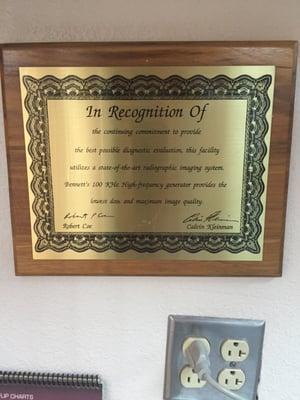 In Recognition Of
the continuing commitment to provide
the best possible diagnostic evaluation, this facility
utilizes a state-of-the-art radiographic imaging system.
Bennett's 100 KHz High-frequency generator provides the
lowest dose and maximum image quality.
Robert Coe
Calvin Kleinman
UP CHARTS